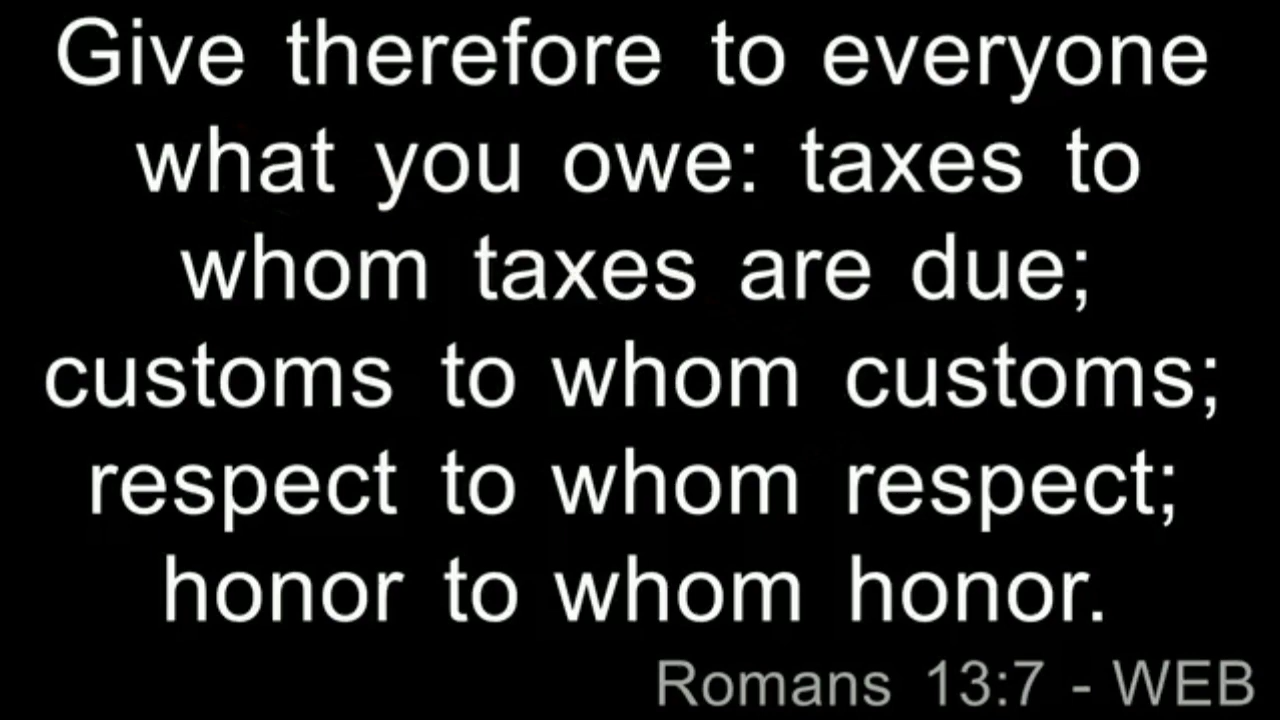 Give therefore to everyone
what you owe: taxes to
whom taxes are due;
customs to whom customs;
respect to whom respect;
honor to whom honor.
Romans 13:7 - WEB